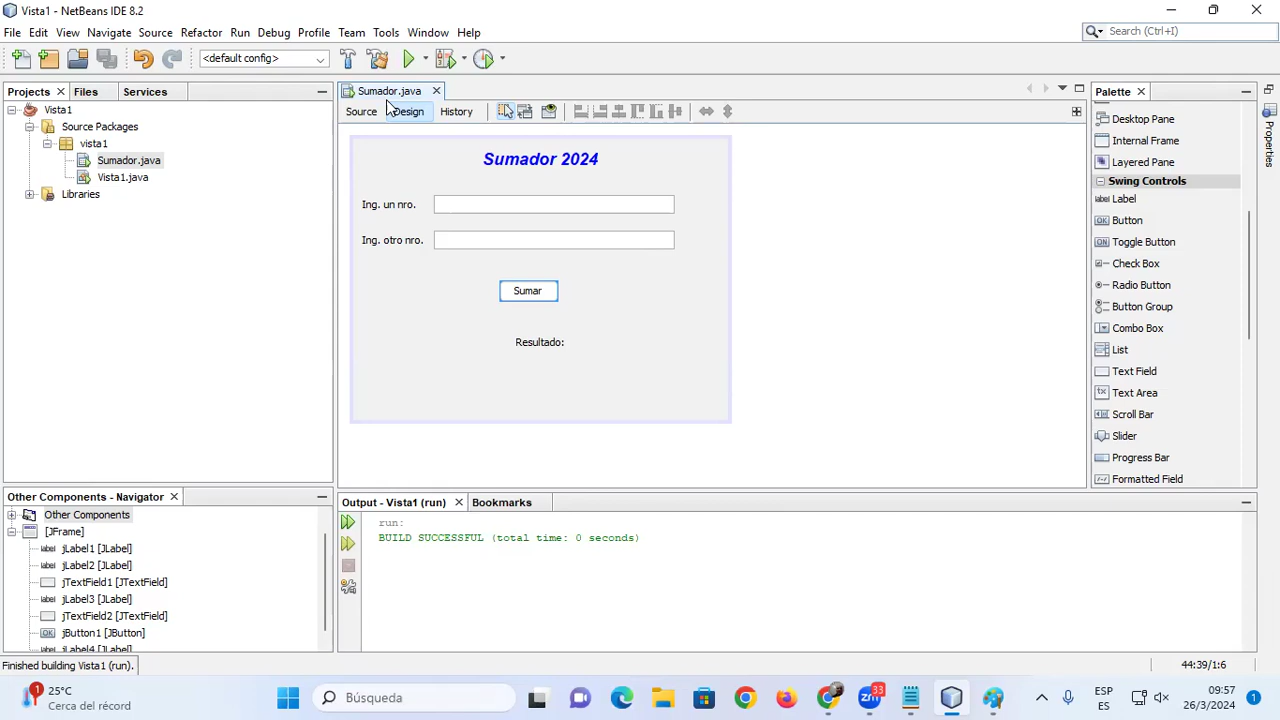 Vista1 - NetBeans IDE 8.2
File Edit View Navigate Source Refactor Run Debug Profile Team Tools Window Help
Search (Ctrl+I)
<default config>
Projects Files Services
Vista1
Source Packages
vista1
Sumador.java
Vista1.java
Libraries
Sumador.java
Source Design History
Sumador 2024
Ing. un nro.
Ing. otro nro.
Sumar
Resultado:
Palette
Desktop Pane
Internal Frame
Layered Pane
Swing Controls
Label
Button
Toggle Button
Check Box
Radio Button
Button Group
Combo Box
List
Text Field
Text Area
Scroll Bar
Slider
Progress Bar
Formatted Field
Properties
Other Components - Navigator
Other Components
[JFrame]
jLabel1 [JLabel]
jLabel2 [JLabel]
jTextField1 [JTextField]
jLabel3 [JLabel]
jTextField2 [JTextField]
jButton1 [JButton]
jLabel4 [JLabel]
Output - Vista1 (run) Bookmarks
run:
BUILD SUCCESSFUL (total time: 0 seconds)
Finished building Vista1 (run).
44:39/1:6
1
25°C
Cerca del récord
Búsqueda
zm
33
ESP
ES
09:57
26/3/2024